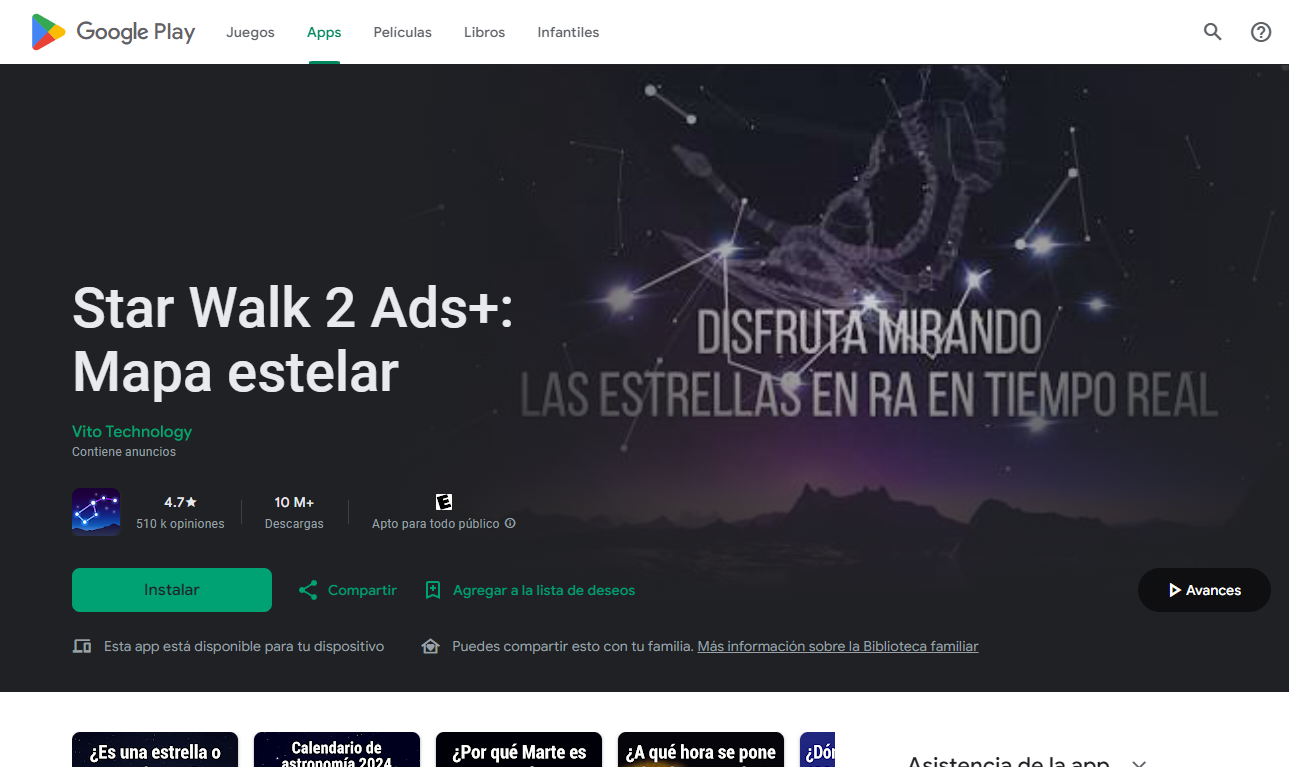 Google Play
Juegos
Apps
Películas
Libros
Infantiles
DISFRUTA MIRANDO
LAS ESTRELLAS EN RA EN TIEMPO REAL
Star Walk 2 Ads+:
Mapa estelar
Vito Technology
Contiene anuncios
4.7★
510 k opiniones
10 M+
Descargas
E
Apto para todo público
Instalar
Compartir
Agregar a la lista de deseos
Avances
Esta app está disponible para tu dispositivo
Puedes compartir esto con tu familia. Más información sobre la Biblioteca familiar
¿Es una estrella o
Calendario de
astronomía 2024
¿Por qué Marte es
¿A qué hora se pone
Asistencia de la app